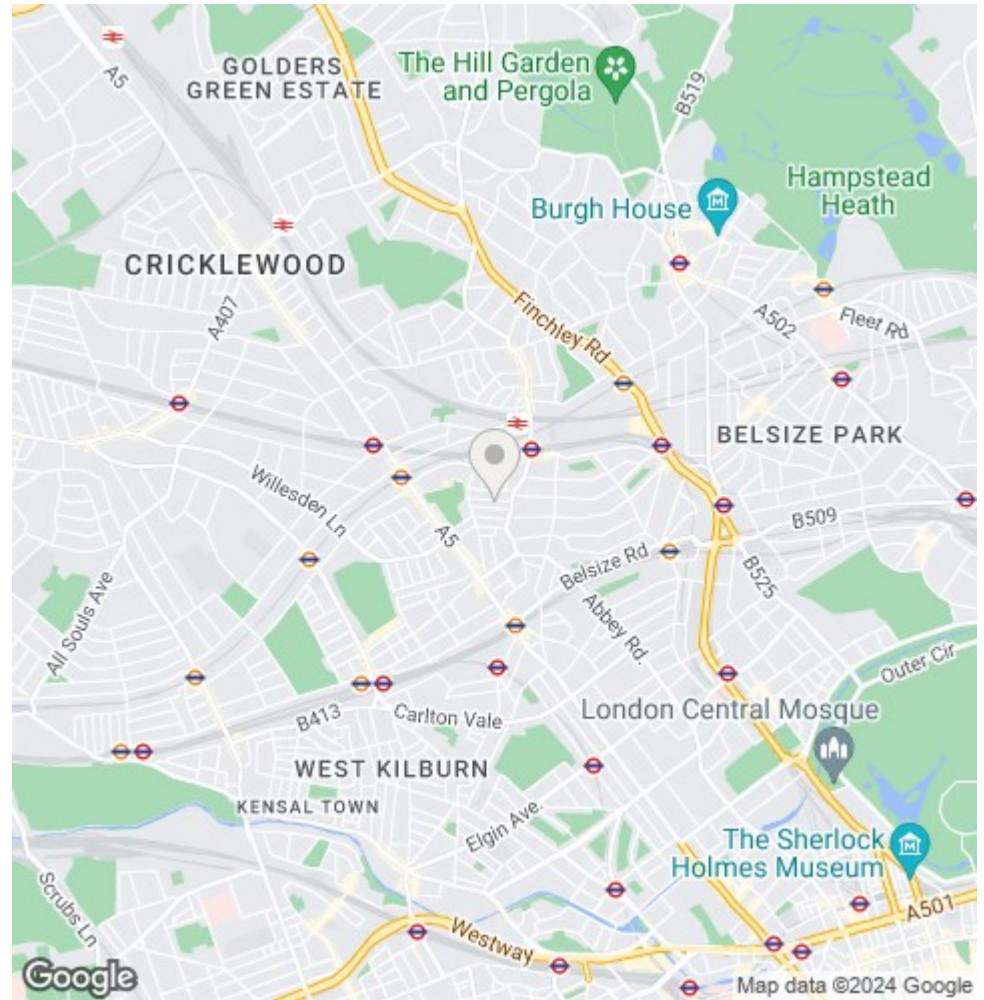 A5
GOLDERS
GREEN ESTATE
The Hill Garden
and Pergola
B519
Burgh House
Hampstead
Heath
CRICKLEWOOD
A407
Finchley Rd
A502
Fleet Rd
BELSIZE PARK
Willesden Ln
A5
B509
Belsize Rd
B525
All Souls Ave
Abbey Rd.
Outer Cir
B413
Carlton Vale
London Central Mosque
WEST KILBURN
KENSAL TOWN
Elgin Ave.
The Sherlock
Holmes Museum
Scrubs Ln
A501
Westway
Google
Map data ©2024 Google